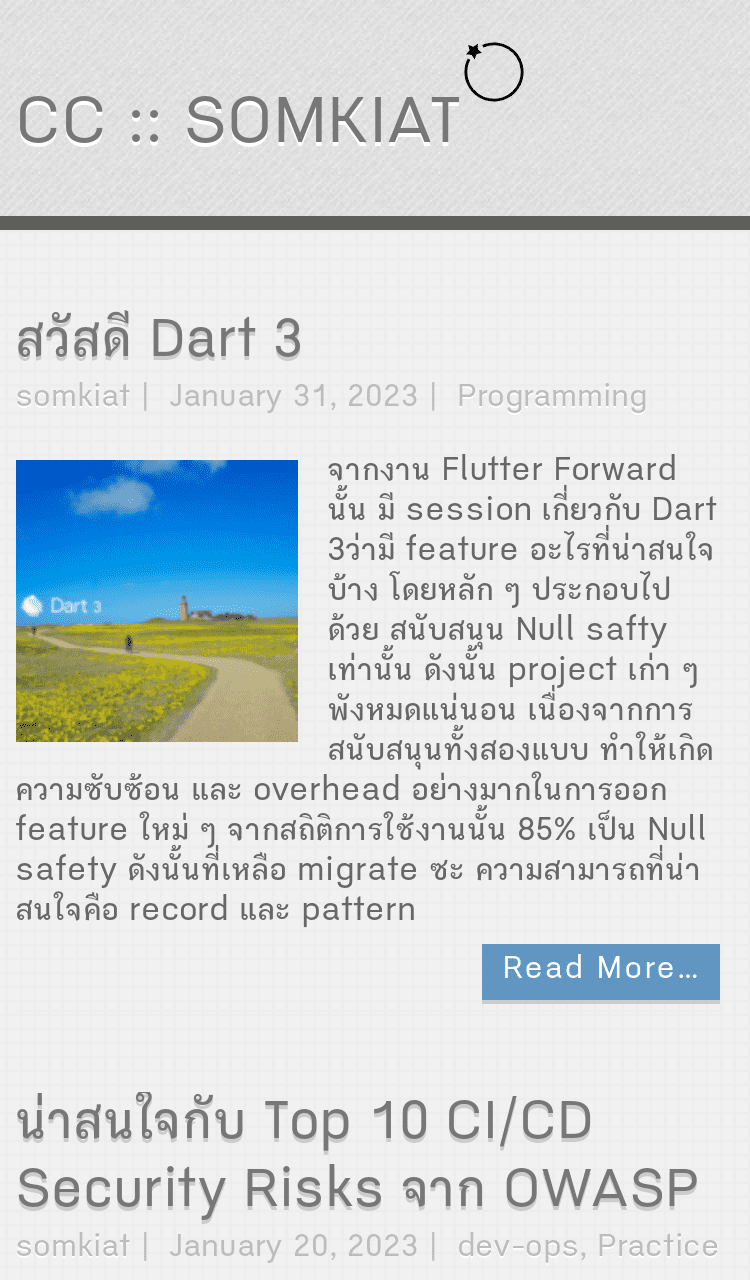 CC :: SOMKIAT
สวัสดี Dart 3
somkiat | January 31, 2023 | Programming
Dart 3
จากงาน Flutter Forward
นั้น มี session เกี่ยวกับ Dart
3ว่ามี feature อะไรที่น่าสนใจ
บ้าง โดยหลัก ๆ ประกอบไป
ด้วย สนับสนุน Null safty
เท่านั้น ดังนั้น project เก่า ๆ
พังหมดแน่นอน เนื่องจากการ
สนับสนุนทั้งสองแบบ ทำให้เกิด
ความซับซ้อน และ overhead อย่างมากในการออก
feature ใหม่ ๆ จากสถิติการใช้งานนั้น 85% เป็น Null
safety ดังนั้นที่เหลือ migrate ซะ ความสามารถที่น่า
สนใจคือ record และ pattern
Read More…
น่าสนใจกับ Top 10 CI/CD
Security Risks จาก OWASP
somkiat | January 20, 2023 | dev-ops, Practice